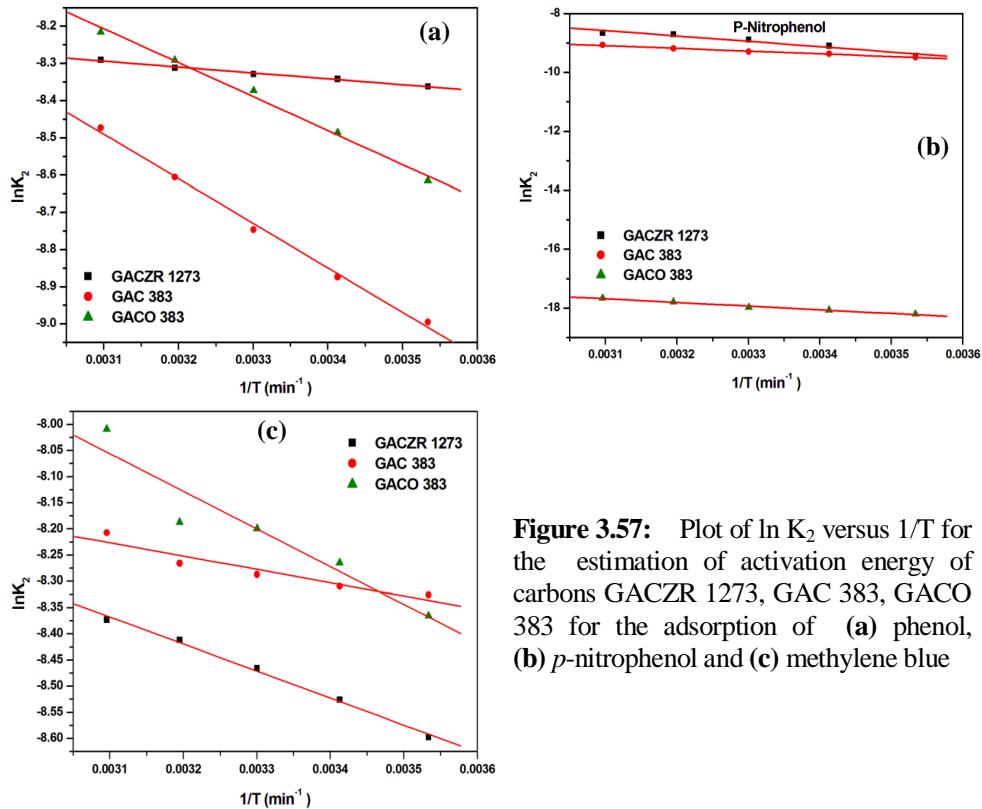 (a)
-8.2
-8.3
-8.4
-8.5
-8.6
-8.7
-8.8
-8.9
-9.0
lnK₂
GACZR 1273
GAC 383
GACO 383
0.0031 0.0032 0.0033 0.0034 0.0035 0.0036
1/T (min⁻¹)
P-Nitrophenol
(b)
-8
-10
-12
-14
-16
-18
lnK₂
GACZR 1273
GAC 383
GACO 383
0.0031 0.0032 0.0033 0.0034 0.0035 0.0036
1/T (min⁻¹)
(c)
-8.00
-8.05
-8.10
-8.15
-8.20
-8.25
-8.30
-8.35
-8.40
-8.45
-8.50
-8.55
-8.60
lnK₂
GACZR 1273
GAC 383
GACO 383
0.0031 0.0032 0.0033 0.0034 0.0035 0.0036
1/T (min⁻¹)
Figure 3.57: Plot of ln K₂ versus 1/T for
the estimation of activation energy of
carbons GACZR 1273, GAC 383, GACO
383 for the adsorption of (a) phenol,
(b) p-nitrophenol and (c) methylene blue